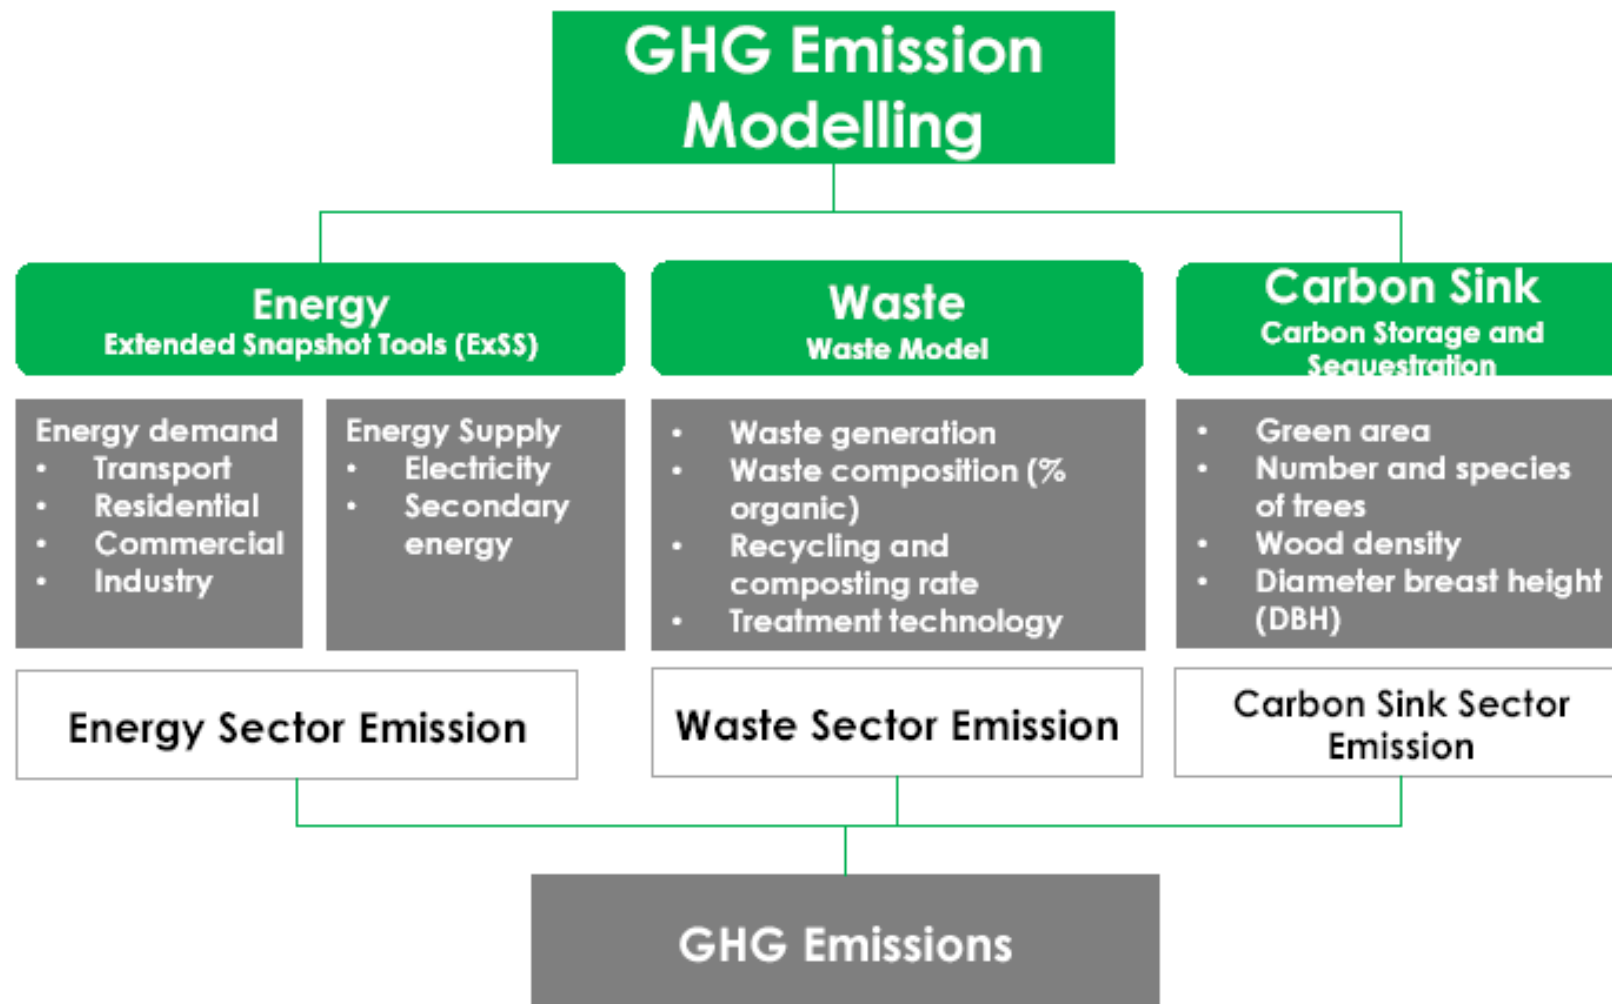 GHG Emission
Modelling
Energy
Extended Snapshot Tools (ExSS)
Waste
Waste Model
Carbon Sink
Carbon Storage and
Sequestration
Energy demand
• Transport
• Residential
• Commercial
• Industry
Energy Supply
• Electricity
• Secondary
energy
• Waste generation
• Waste composition (%
organic)
• Recycling and
composting rate
• Treatment technology
• Green area
• Number and species
of trees
• Wood density
• Diameter breast height
(DBH)
Energy Sector Emission
Waste Sector Emission
Carbon Sink Sector
Emission
GHG Emissions